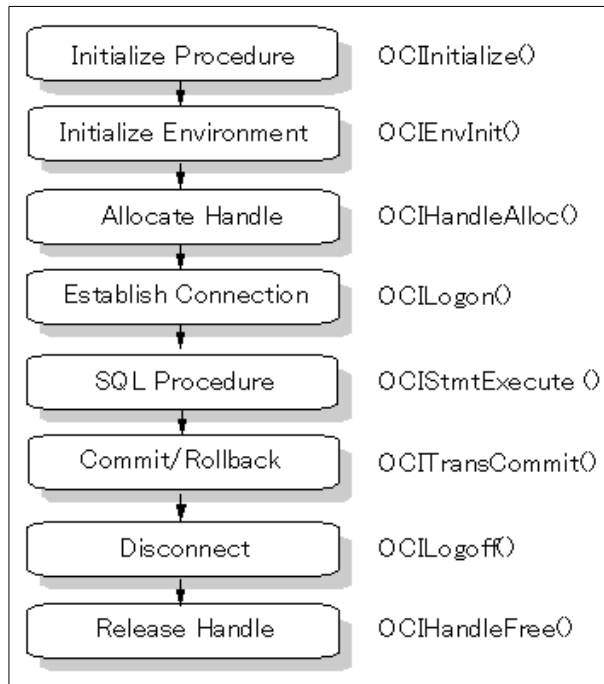 Initialize Procedure OCIInitialize()
Initialize Environment OCIEnvInit()
Allocate Handle OCIHandleAlloc()
Establish Connection OCILogon()
SQL Procedure OCIStmtExecute ()
Commit/Rollback OCITransCommit()
Disconnect OCILogoff()
Release Handle OCIHandleFree()